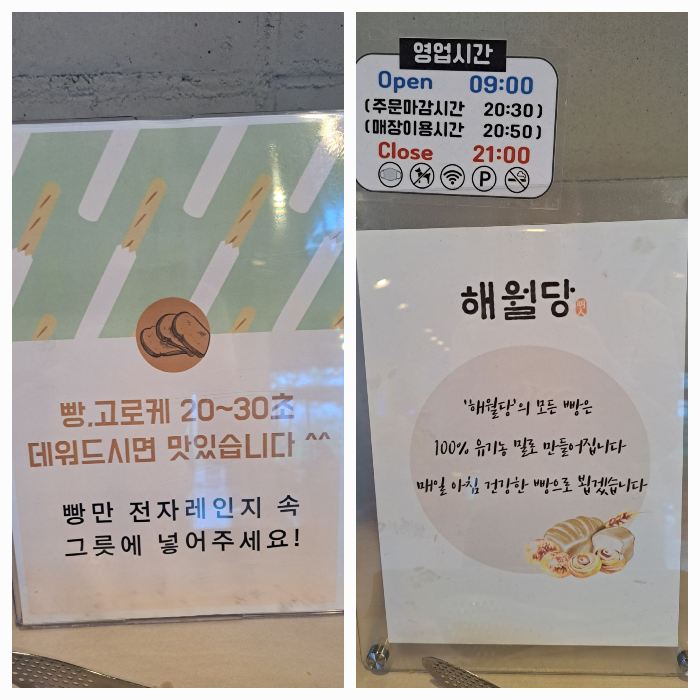 빵,고로케 20~30초
데워드시면 맛있습니다 ^^
빵만 전자레인지 속
그릇에 넣어주세요!
영업시간
Open 09:00
(주문마감시간 20:30)
(매장이용시간 20:50)
Close 21:00
P
해월당
'해월당'의 모든 빵은
100% 유기농 밀로 만들어집니다
매일 아침 건강한 빵으로 뵙겠습니다